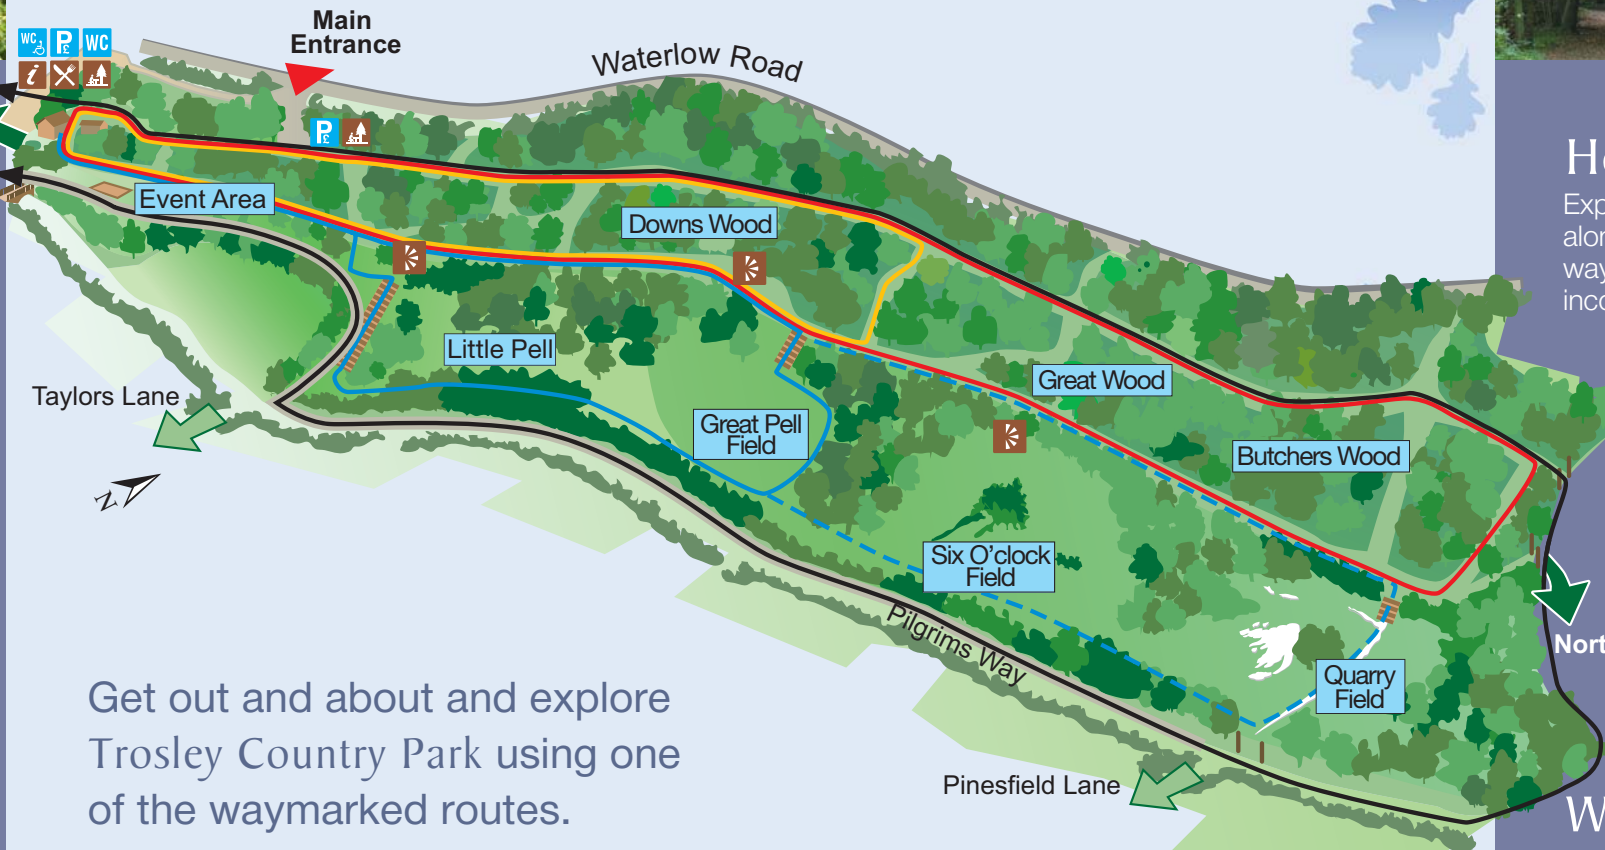 Main
Entrance
Waterlow Road
WC
P
£
WC
i
P
£
Event Area
Downs Wood
Little Pell
Great Wood
Taylors Lane
Great Pell
Field
Butchers Wood
N
Six O'clock
Field
Pilgrims Way
Quarry
Field
Pinesfield Lane
Get out and about and explore
Trosley Country Park using one
of the waymarked routes.